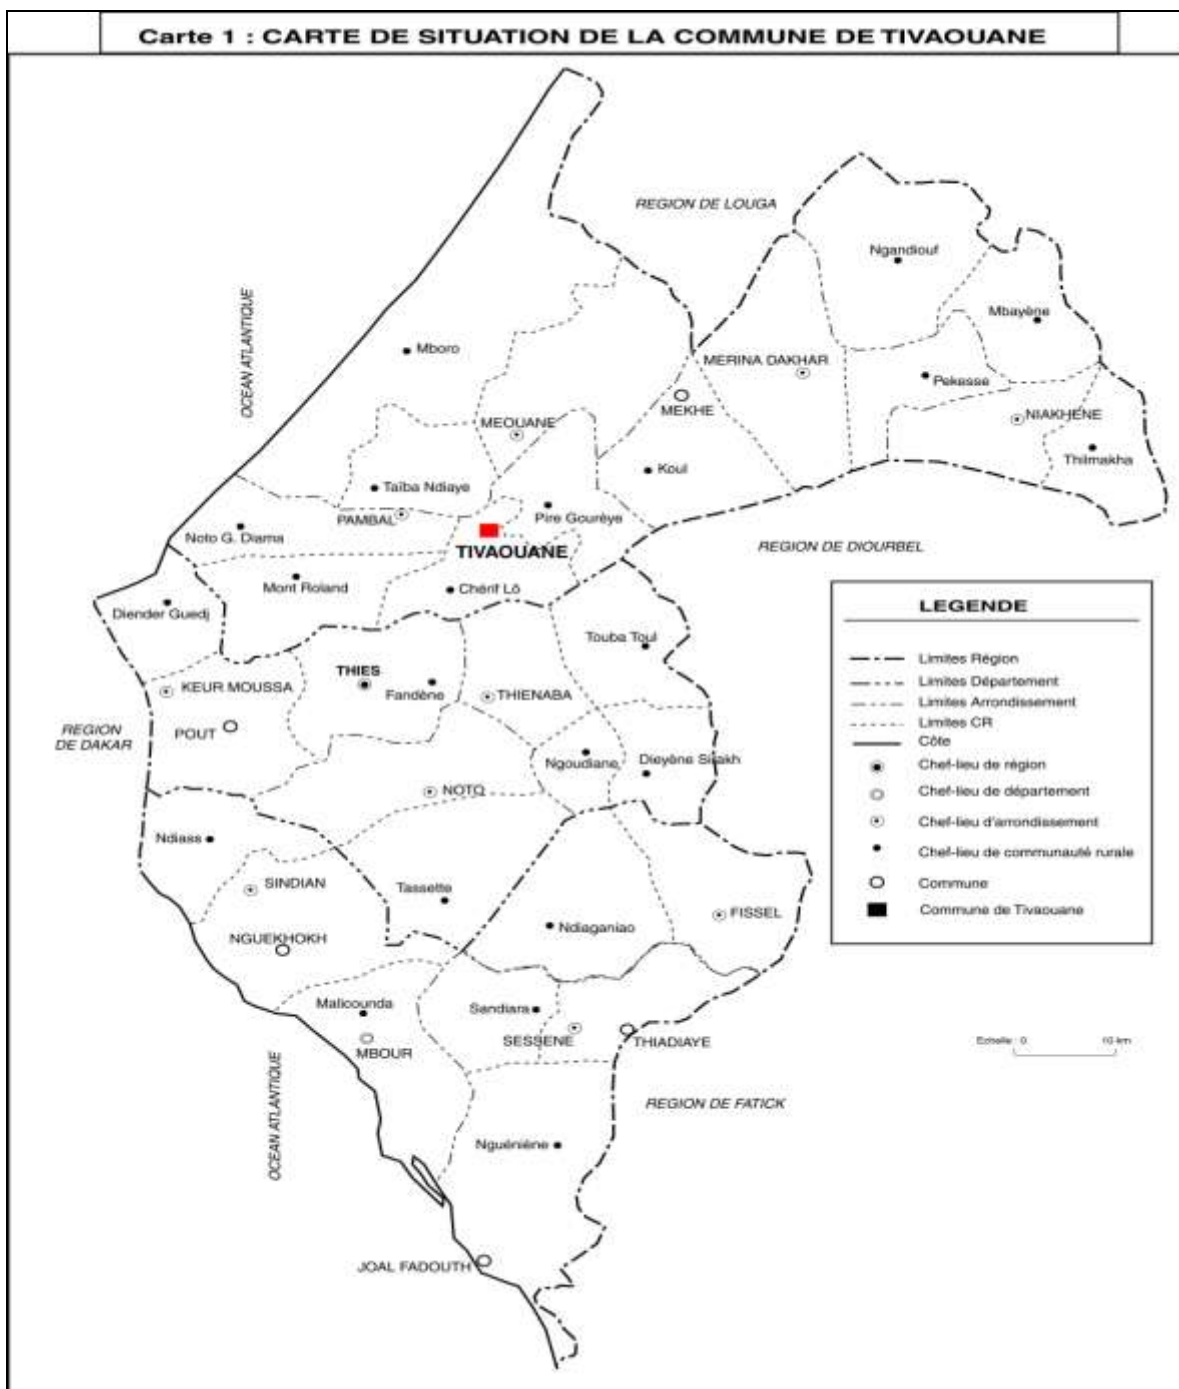 Carte 1 : CARTE DE SITUATION DE LA COMMUNE DE TIVAOUANE
REGION DE LOUGA
Ngandiouf
OCEAN ATLANTIQUE
Mbayène
Mboro
MERINA DAKHAR
Pekesse
MEKHE
NIAKHENE
MEOUANE
Thilmakha
Koul
Taïba Ndiaye
PAMBAL
Pire Gourèye
Noto G. Diama
TIVAOUANE
REGION DE DIOURBEL
Mont Roland
Chérif Lô
Diender Guedj
Touba Toul
THIES
KEUR MOUSSA
Fandène
THIENABA
POUT
REGION
DE DAKAR
Ngoudiane
Dieyène Sirakh
NOTO
Ndiass
SINDIAN
Tassette
FISSEL
Ndiaganiao
NGUEKHOKH
Malicounda
Sandiara
MBOUR
SESSENE
THIADIAYE
OCEAN ATLANTIQUE
REGION DE FATICK
Nguéniène
JOAL FADOUTH
LEGENDE
Limites Région
Limites Département
Limites Arrondissement
Limites CR
Côte
Chef-lieu de région
Chef-lieu de département
Chef-lieu d'arrondissement
Chef-lieu de communauté rurale
Commune
Commune de Tivaouane
Echelle : 0 10 km